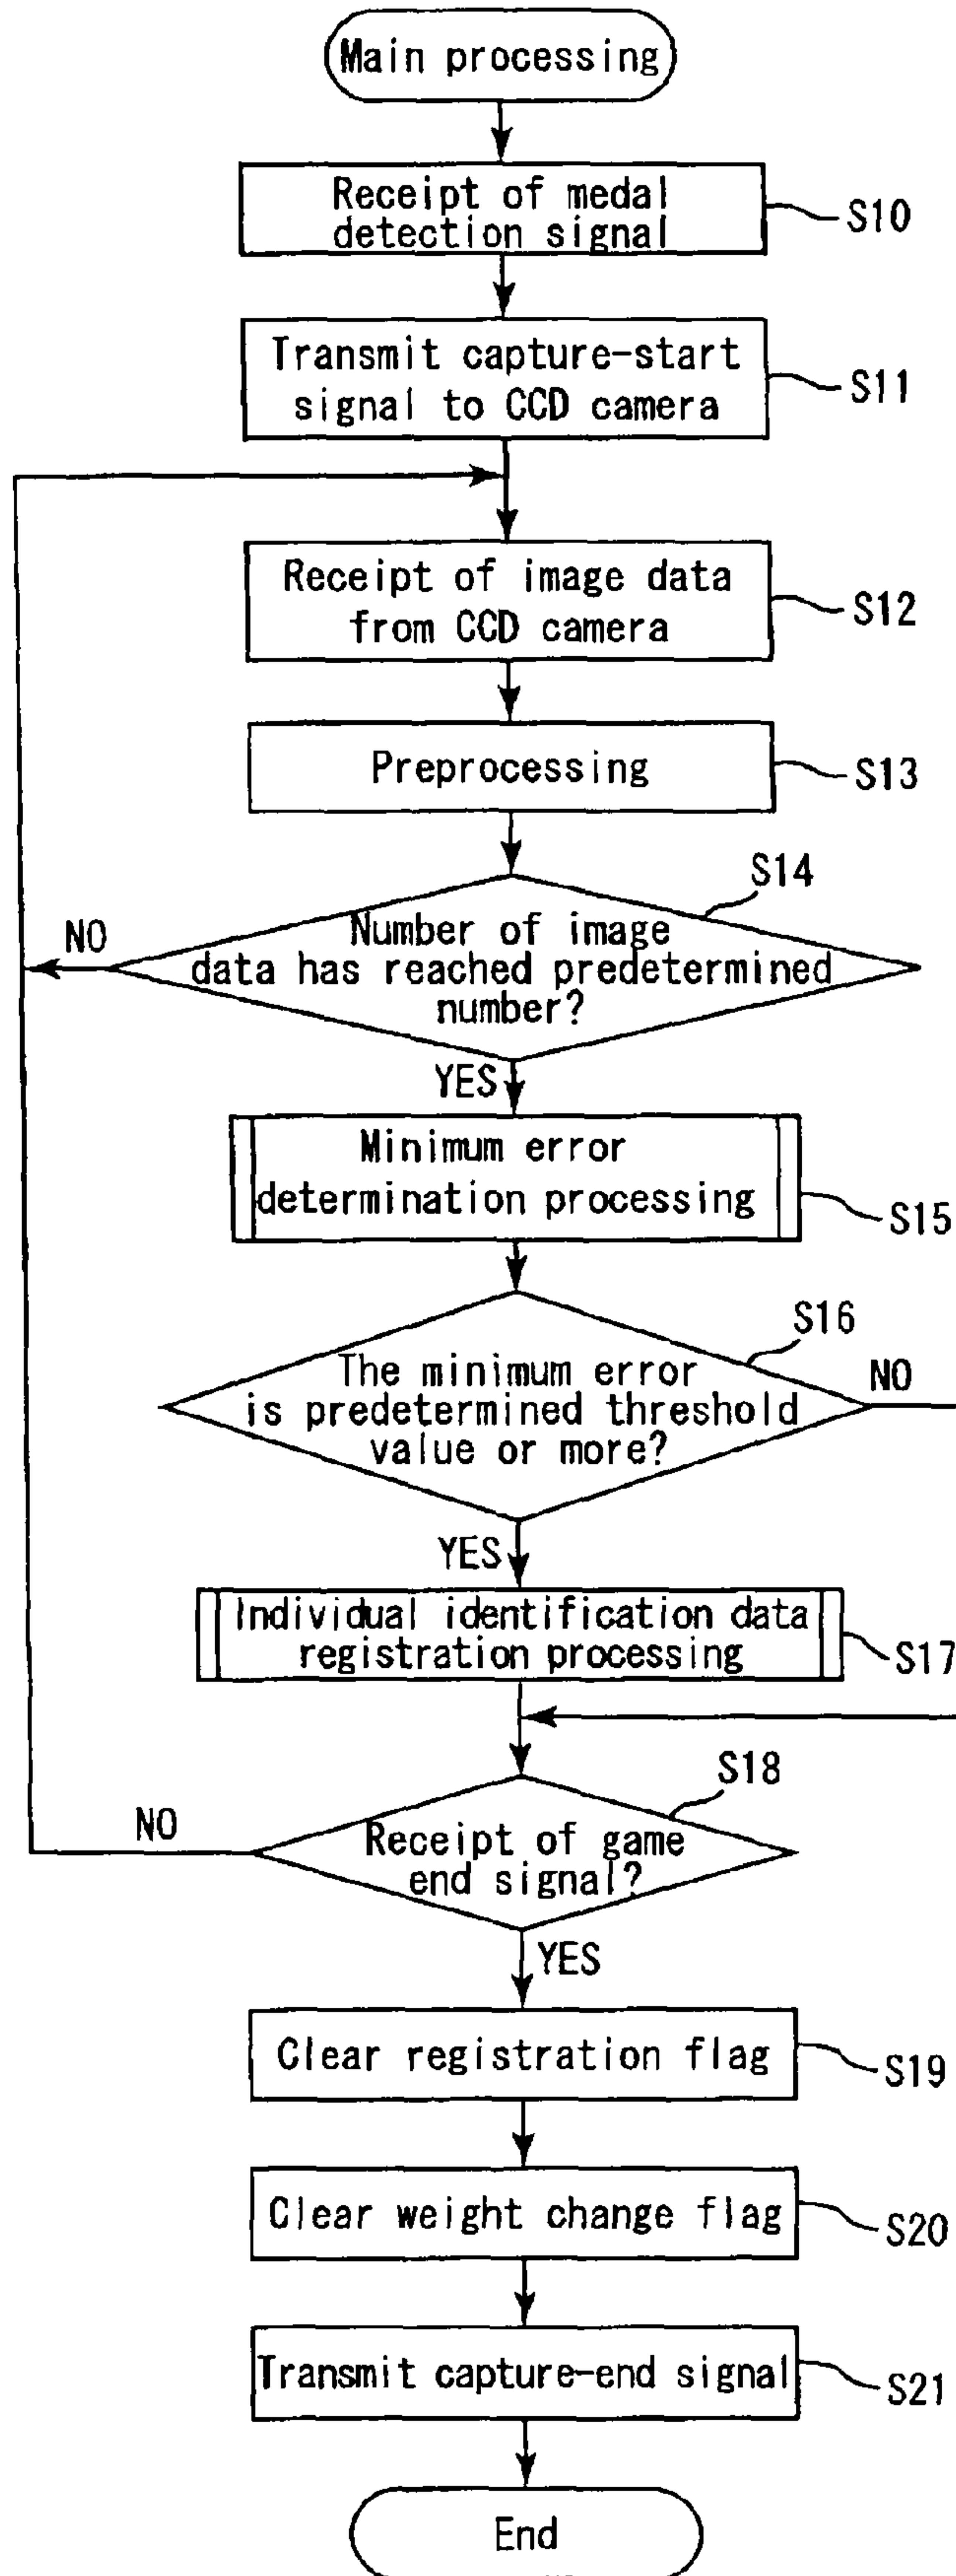 Main processing
Receipt of medal
detection signal
S10
Transmit capture-start
signal to CCD camera
S11
Receipt of image data
from CCD camera
S12
Preprocessing
S13
S14
NO
Number of image
data has reached predetermined
number?
YES
Minimum error
determination processing
S15
S16
The minimum error
is predetermined threshold
value or more?
NO
YES
Individual identification data
registration processing
S17
S18
NO
Receipt of game
end signal?
YES
Clear registration flag
S19
Clear weight change flag
S20
Transmit capture-end signal
S21
End